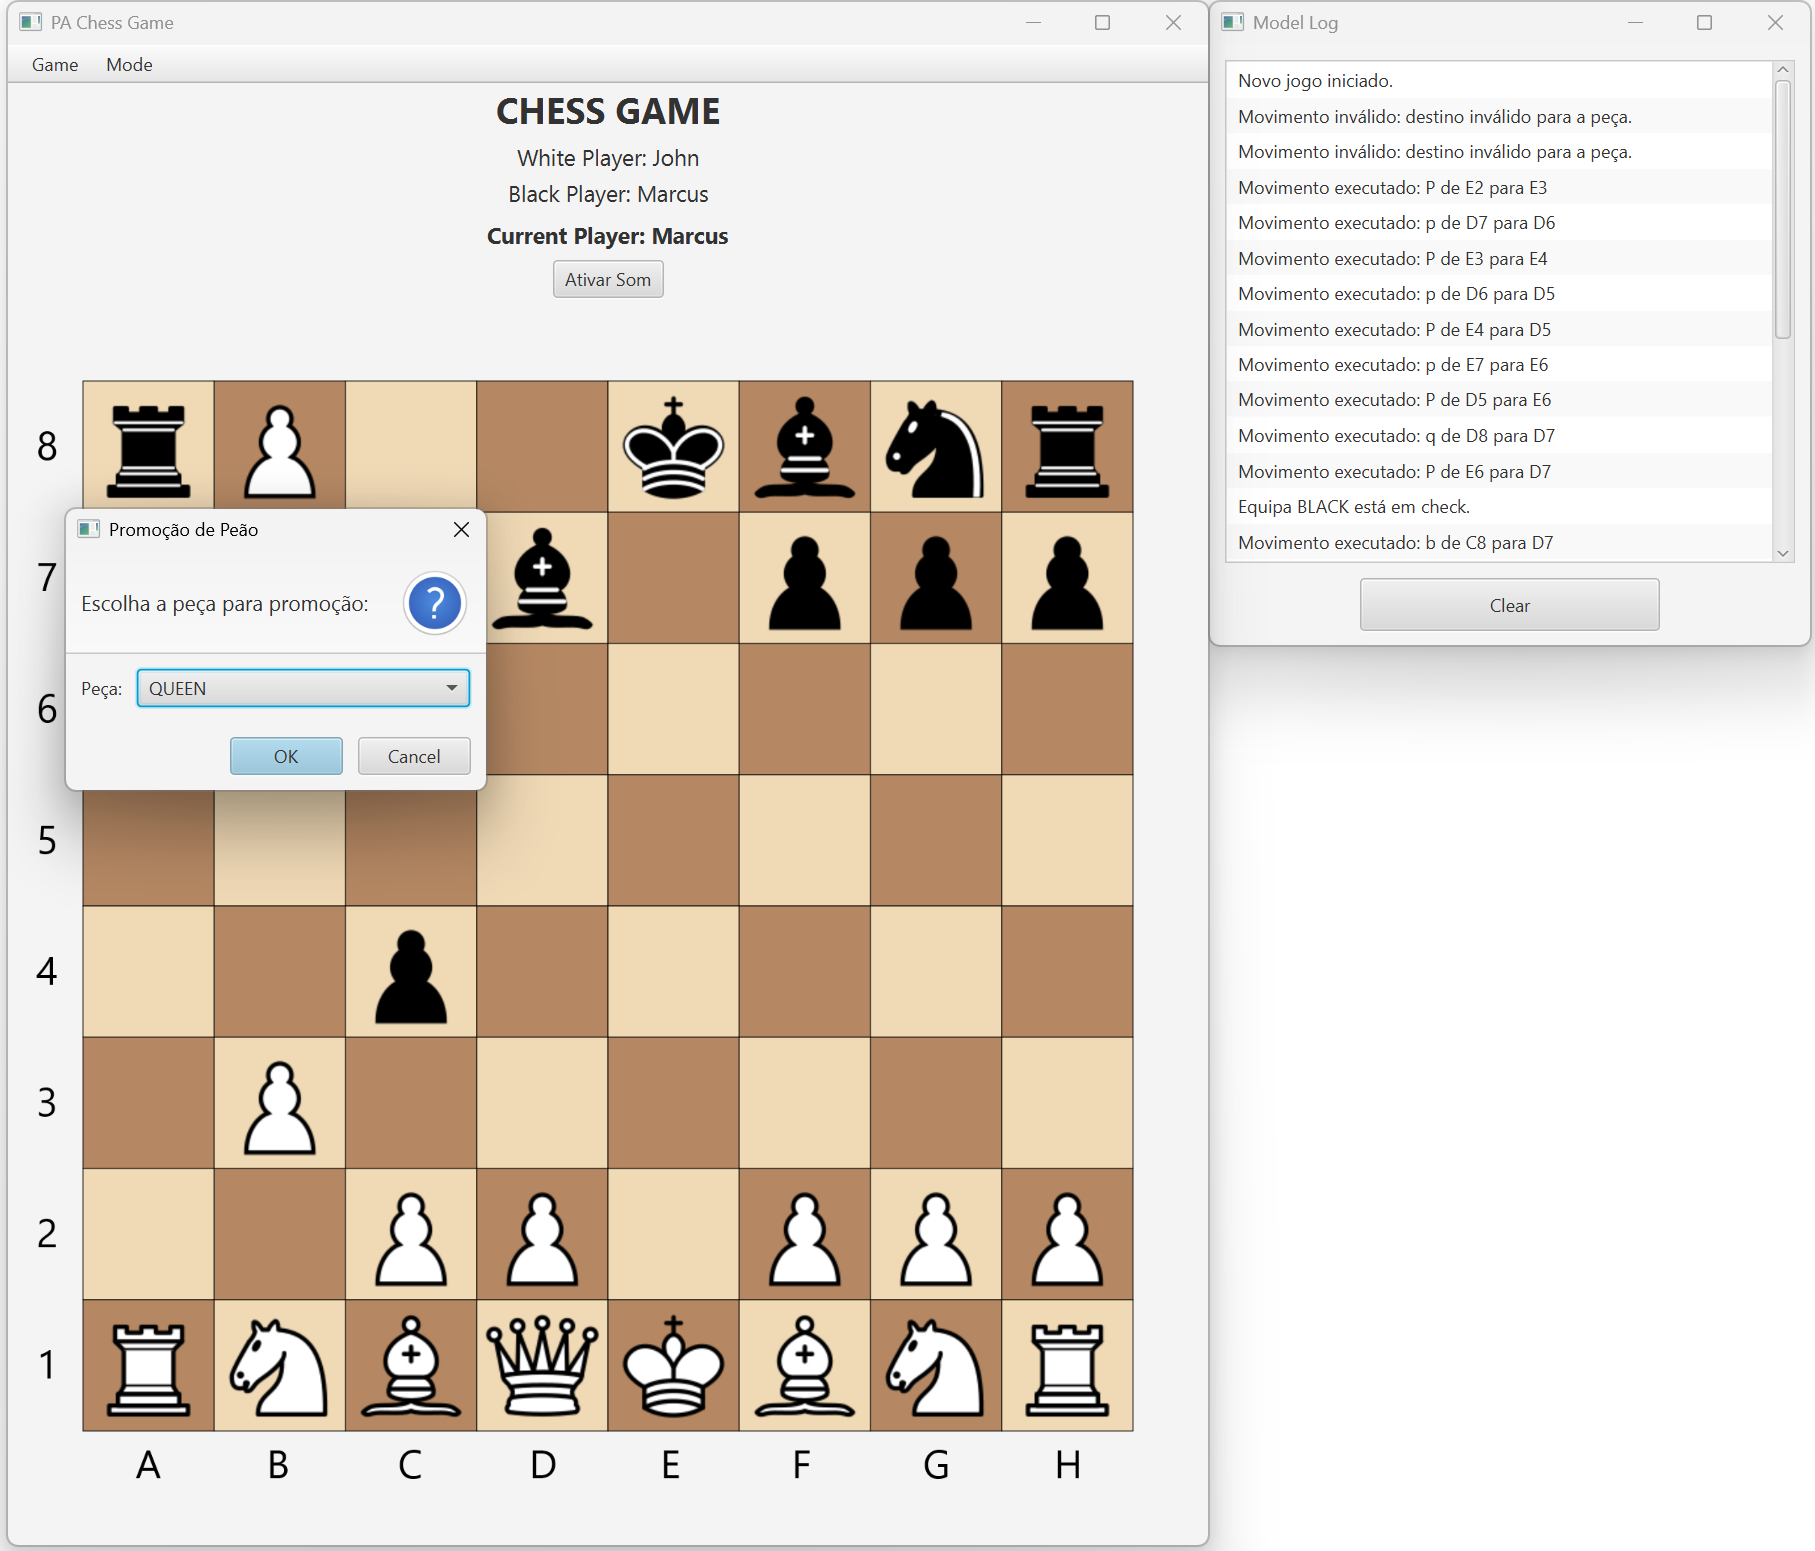 PA Chess Game
Game Mode
CHESS GAME
White Player: John
Black Player: Marcus
Current Player: Marcus
Ativar Som
8
7
6
5
4
3
2
1
A B C D E F G H
Promoção de Peão
Escolha a peça para promoção:
?
Peça: QUEEN
OK Cancel
Model Log
Novo jogo iniciado.
Movimento inválido: destino inválido para a peça.
Movimento inválido: destino inválido para a peça.
Movimento executado: P de E2 para E3
Movimento executado: p de D7 para D6
Movimento executado: P de E3 para E4
Movimento executado: p de D6 para D5
Movimento executado: P de E4 para D5
Movimento executado: p de E7 para E6
Movimento executado: P de D5 para E6
Movimento executado: q de D8 para D7
Movimento executado: P de E6 para D7
Equipa BLACK está em check.
Movimento executado: b de C8 para D7
Clear